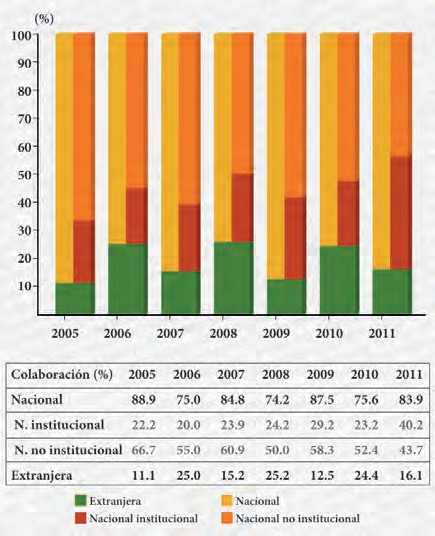 (%)
100
90
80
70
60
50
40
30
20
10
2005 2006 2007 2008 2009 2010 2011
Colaboración (%) 2005 2006 2007 2008 2009 2010 2011
Nacional 88.9 75.0 84.8 74.2 87.5 75.6 83.9
N. institucional 22.2 20.0 23.9 24.2 29.2 23.2 40.2
N. no institucional 66.7 55.0 60.9 50.0 58.3 52.4 43.7
Extranjera 11.1 25.0 15.2 25.2 12.5 24.4 16.1
Extranjera Nacional
Nacional institucional Nacional no institucional